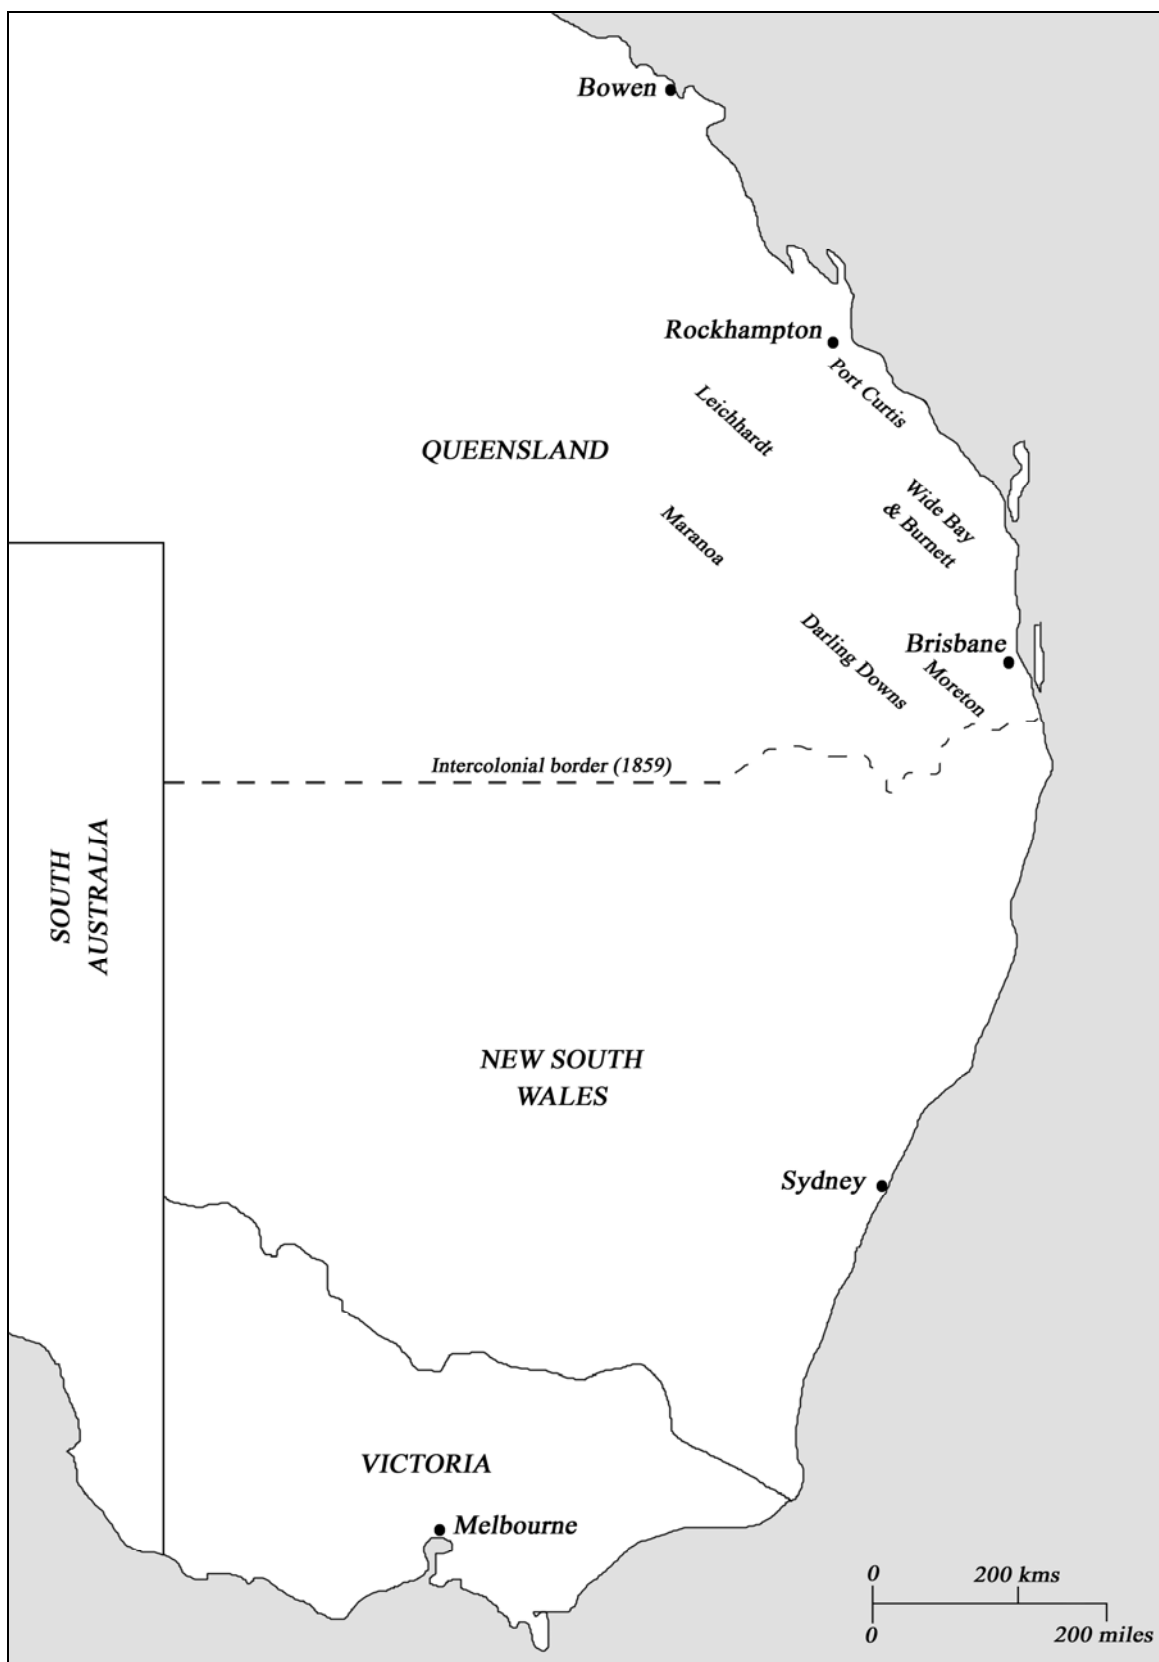 Bowen
Rockhampton
Port Curtis
Leichhardt
QUEENSLAND
Wide Bay
& Burnett
Maranoa
Darling Downs
Brisbane
Moreton
Intercolonial border (1859)
SOUTH
AUSTRALIA
NEW SOUTH
WALES
Sydney
VICTORIA
Melbourne
0 200 kms
0 200 miles